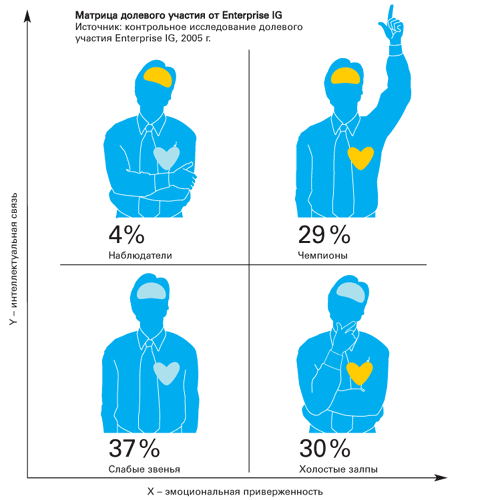 Матрица долевого участия от Enterprise IG
Источник: контрольное исследование долевого
участия Enterprise IG, 2005 г.
4%
Наблюдатели
29%
Чемпионы
37%
Слабые звенья
30%
Холостые залпы
Y – интеллектуальная связь
X – эмоциональная приверженность